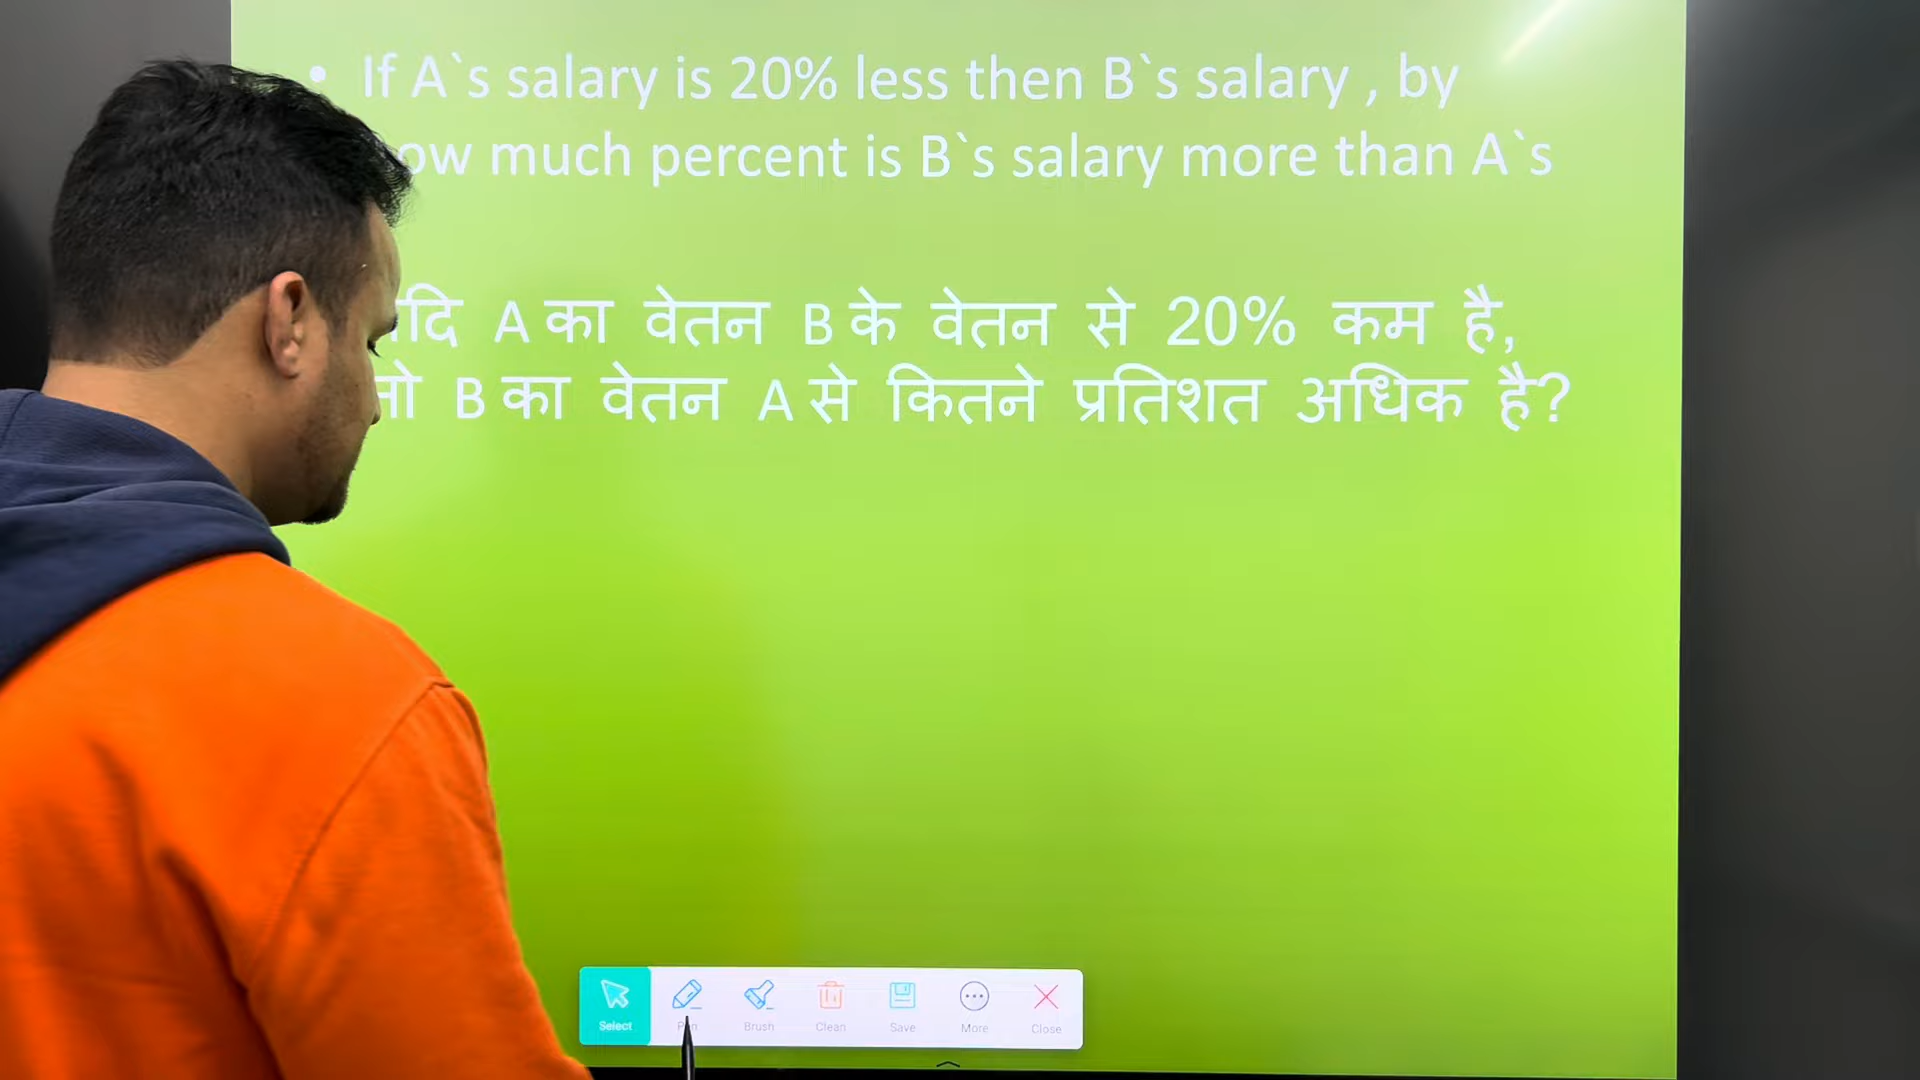 • If A`s salary is 20% less then B`s salary , by
much percent is B`s salary more than A`s
A का वेतन B के वेतन से 20% कम है,
B का वेतन A से कितने प्रतिशत अधिक है?
Select Brush Clean Save More Close